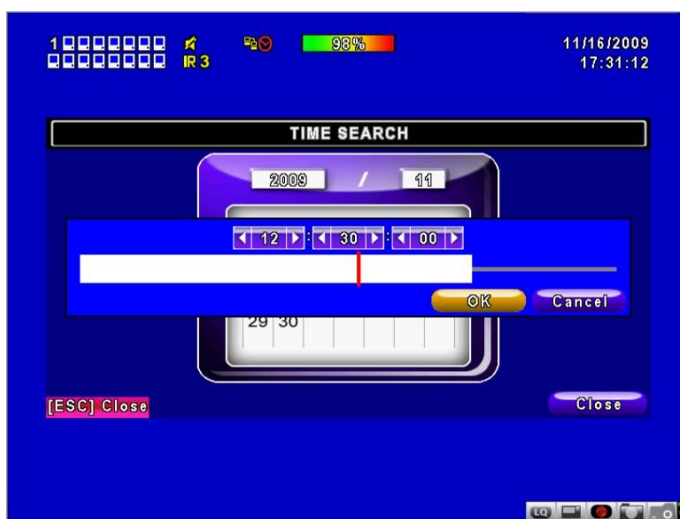 1 98% 11/16/2009
IR 3 17:31:12
TIME SEARCH
2009 / 11
12 : 30 : 00
OK Cancel
29 30
[ESC] Close Close
LQ